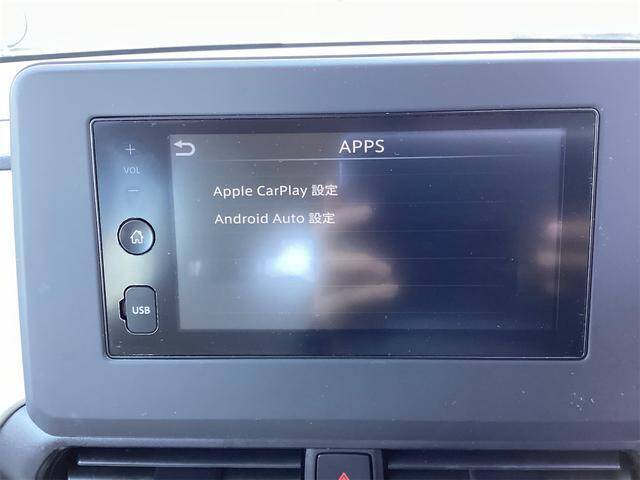 APPS
+
VOL
-
Apple CarPlay 設定
Android Auto 設定
USB